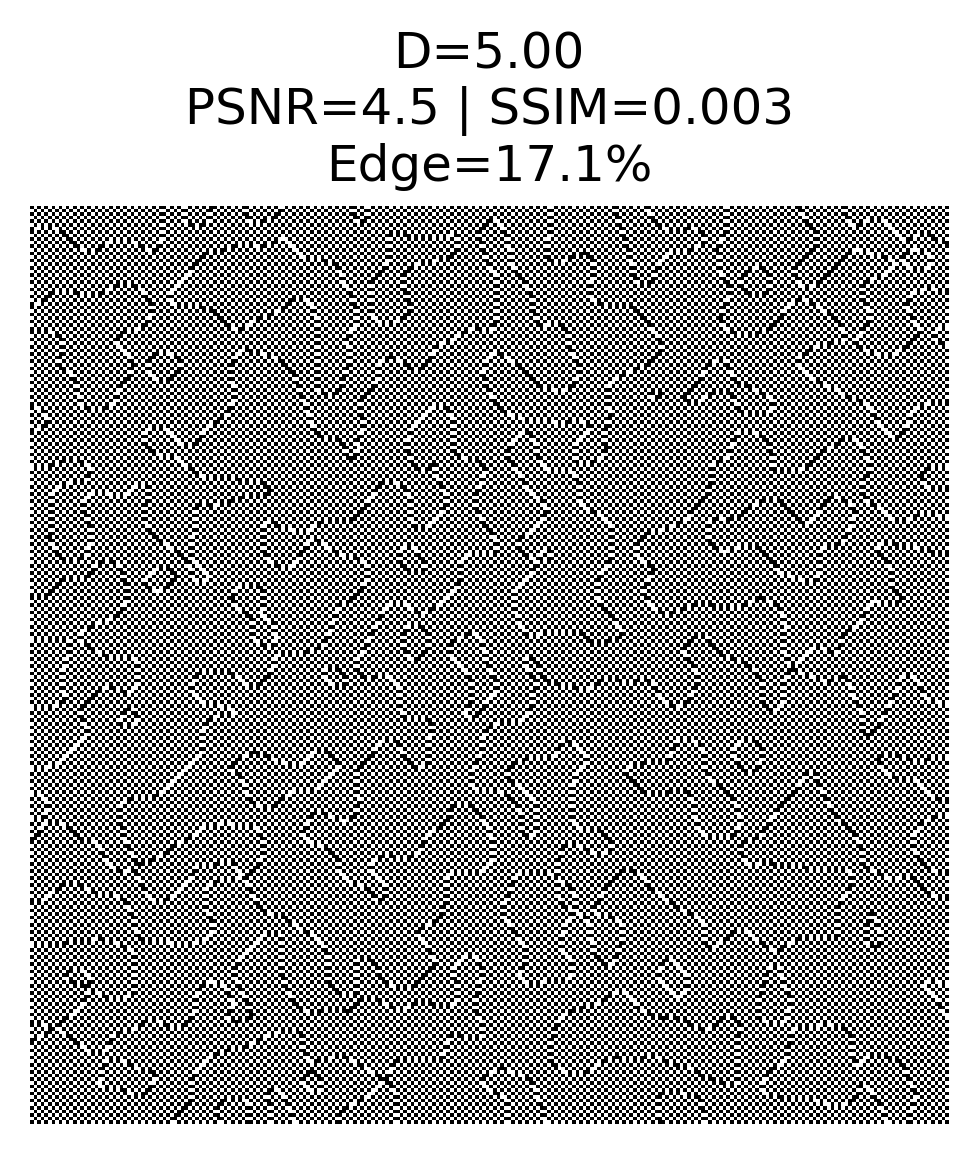 D=5.00
PSNR=4.5 | SSIM=0.003
Edge=17.1%